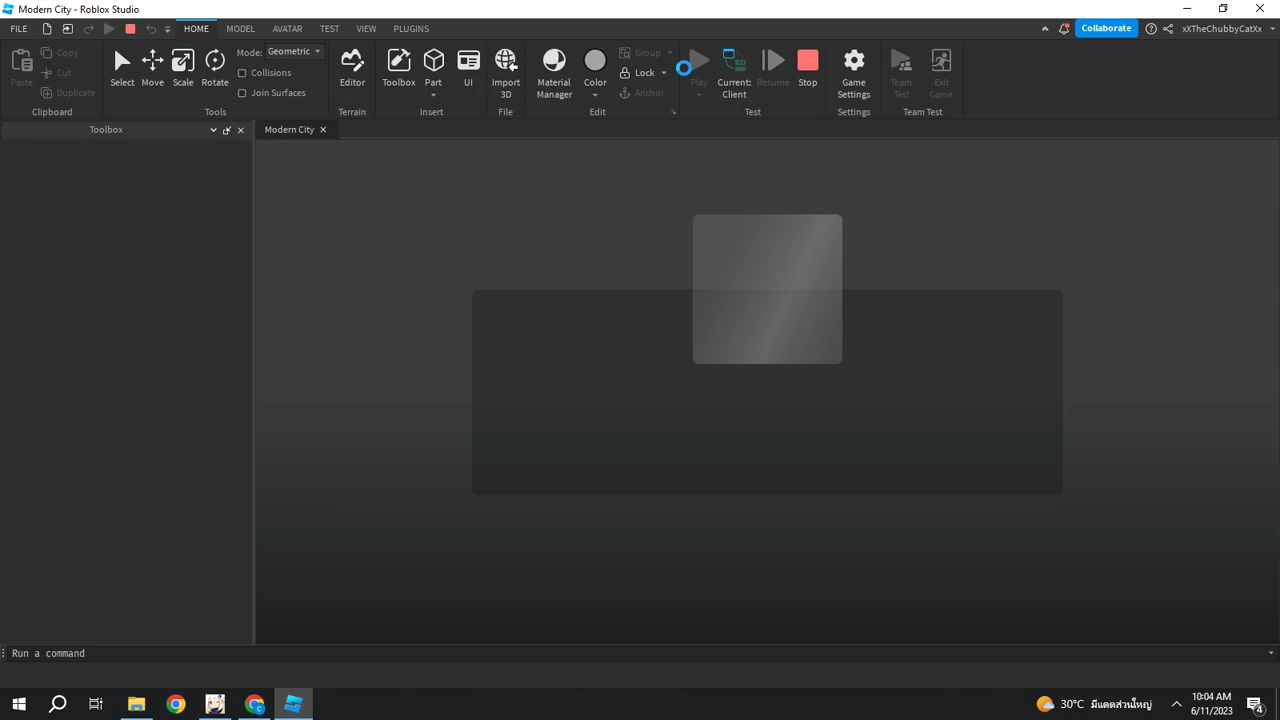 Modern City - Roblox Studio
FILE HOME MODEL AVATAR TEST VIEW PLUGINS Collaborate xXTheChubbyCatXx
Paste
Copy
Cut
Duplicate
Clipboard
Select Move Scale Rotate
Mode: Geometric
Collisions
Join Surfaces
Tools
Editor
Terrain
Toolbox Part UI
Insert
Import
3D
File
Material
Manager
Color
Group
Lock
Anchor
Edit
Play
Current:
Client
Resume
Stop
Test
Game
Settings
Settings
Team
Test
Exit
Game
Team Test
Toolbox
Modern City
Run a command
30°C มีแดดส่วนใหญ่
10:04 AM
6/11/2023
4